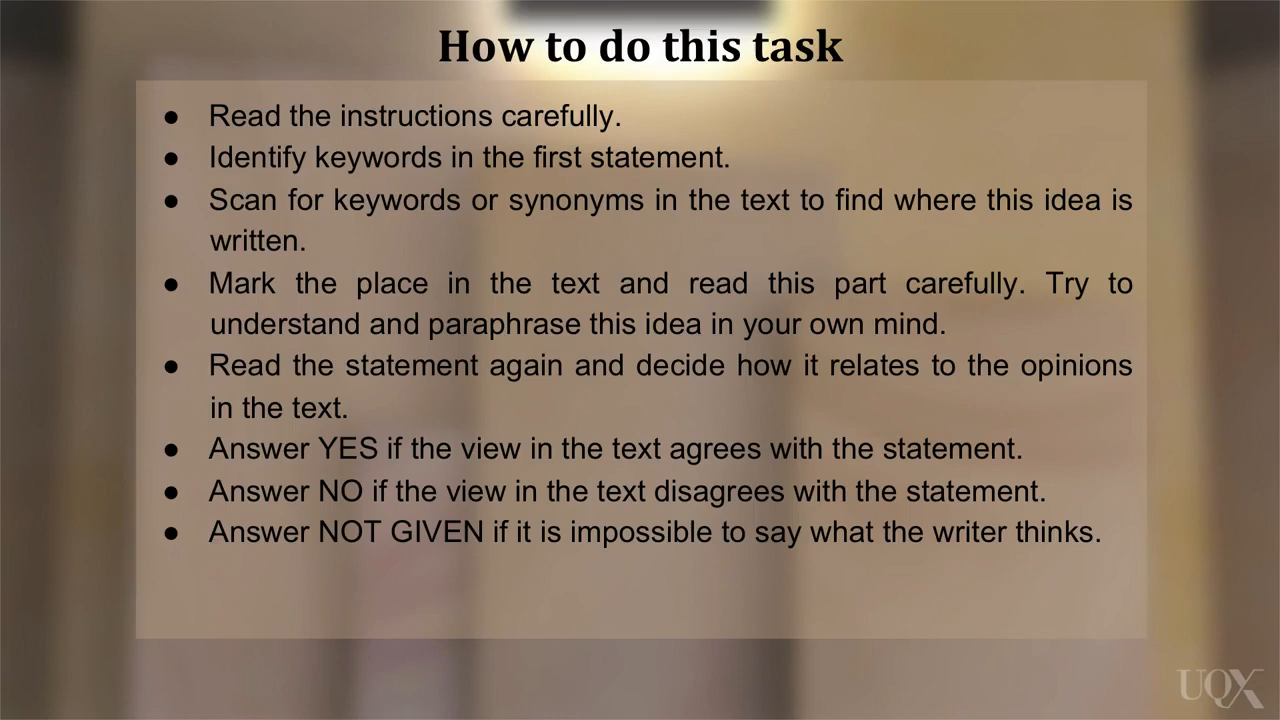 How to do this task
● Read the instructions carefully.
● Identify keywords in the first statement.
● Scan for keywords or synonyms in the text to find where this idea is
written.
● Mark the place in the text and read this part carefully. Try to
understand and paraphrase this idea in your own mind.
● Read the statement again and decide how it relates to the opinions
in the text.
● Answer YES if the view in the text agrees with the statement.
● Answer NO if the view in the text disagrees with the statement.
● Answer NOT GIVEN if it is impossible to say what the writer thinks.
UQX